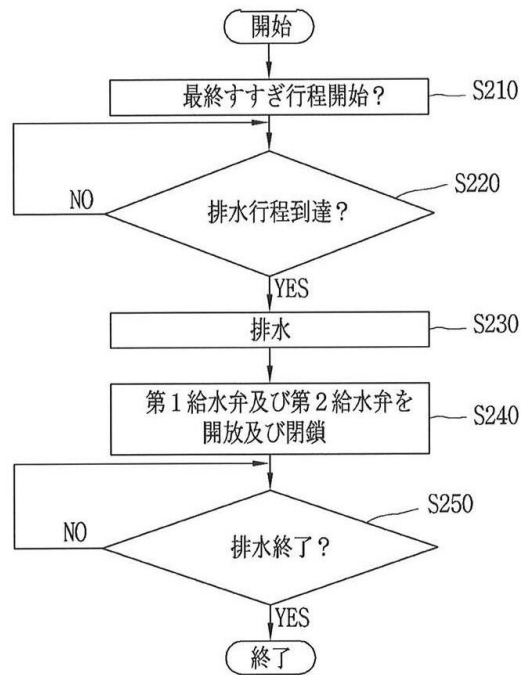 開始
最終すすぎ行程開始?
S210
S220
排水行程到達?
NO
YES
排水
S230
第1給水弁及び第2給水弁を
開放及び閉鎖
S240
S250
排水終了?
NO
YES
終了